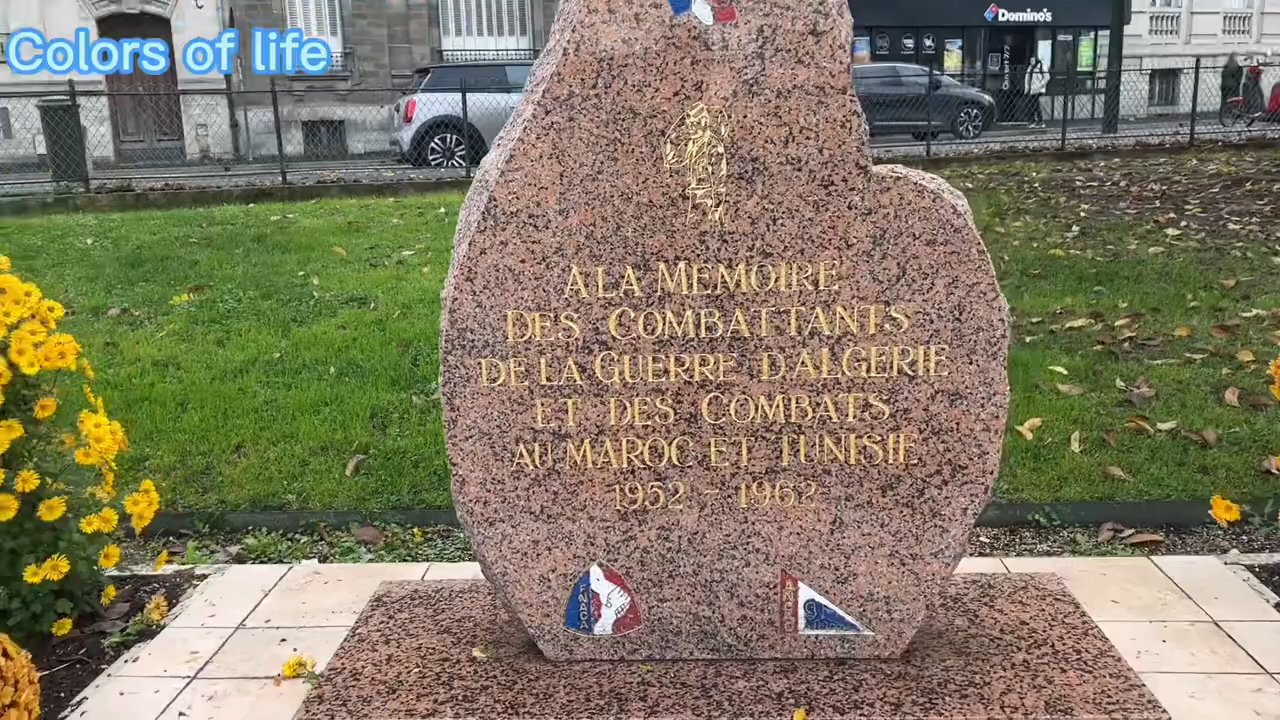 Colors of life
Domino's
A LA MEMOIRE
DES COMBATTANTS
DE LA GUERRE D'ALGERIE
ET DES COMBATS
AU MAROC ET TUNISIE
1952 - 1962
FNACA